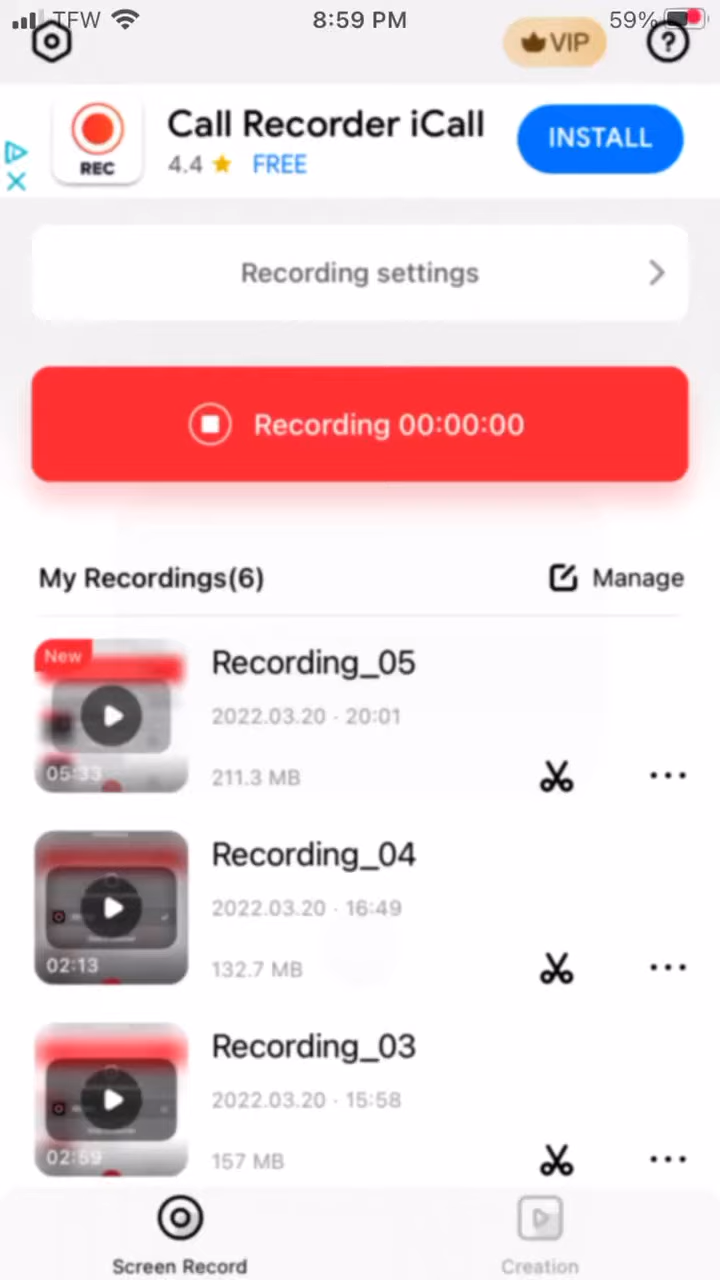 TFW 8:59 PM 59%
VIP ?
Call Recorder iCall
4.4 FREE
INSTALL
REC
Recording settings
Recording 00:00:00
My Recordings(6) Manage
New
Recording_05
2022.03.20 · 20:01
05:33
211.3 MB
Recording_04
2022.03.20 · 16:49
02:13
132.7 MB
Recording_03
2022.03.20 · 15:58
02:59
157 MB
Screen Record Creation